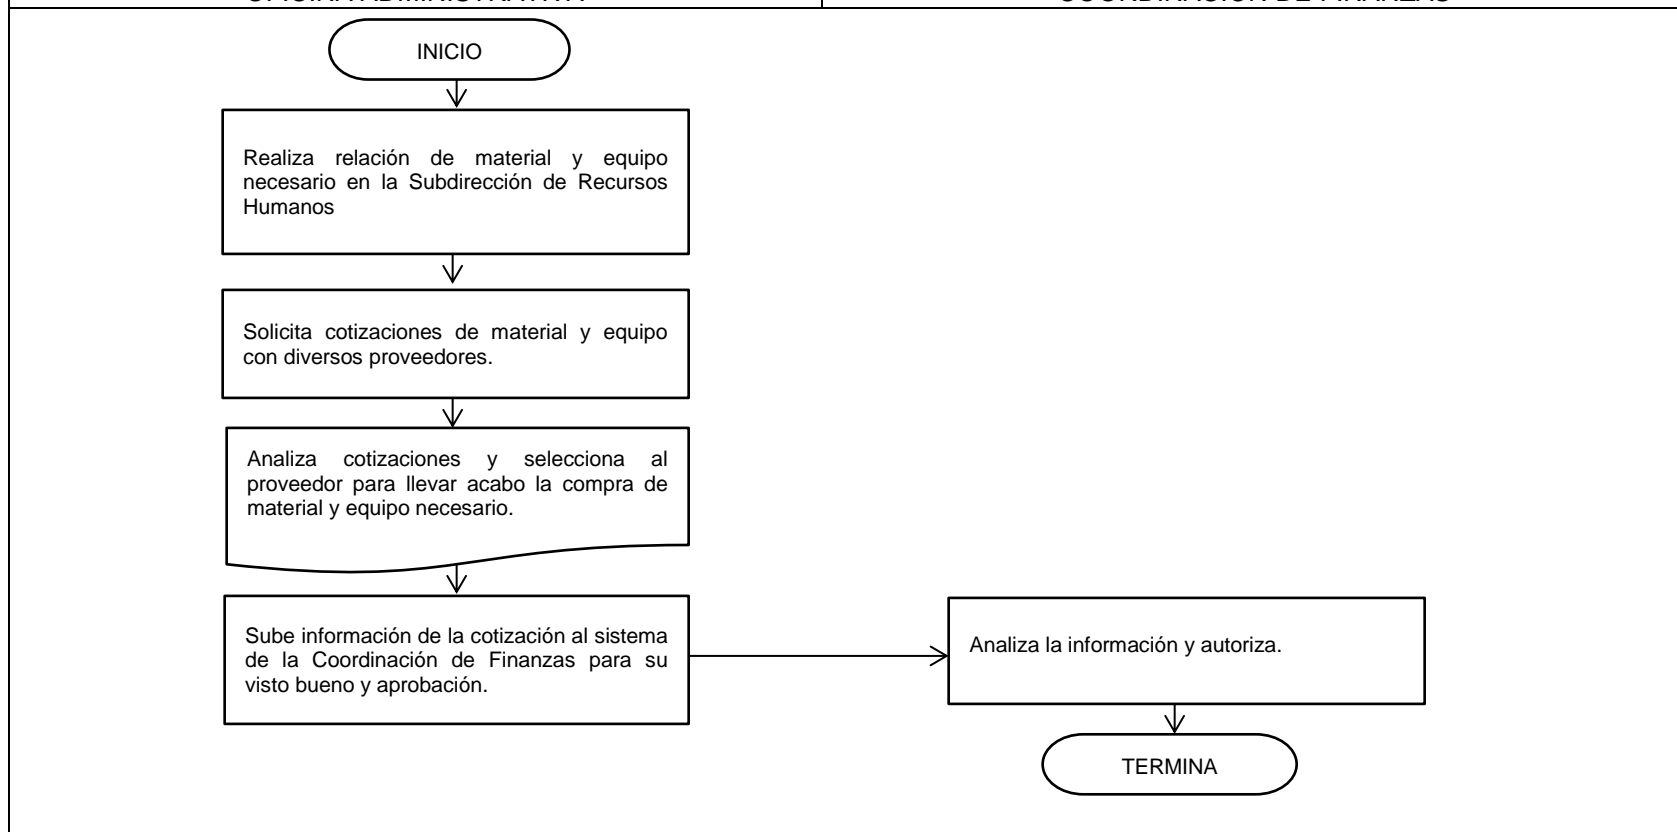 INICIO
Realiza relación de material y equipo
necesario en la Subdirección de Recursos
Humanos
Solicita cotizaciones de material y equipo
con diversos proveedores.
Analiza cotizaciones y selecciona al
proveedor para llevar acabo la compra de
material y equipo necesario.
Sube información de la cotización al sistema
de la Coordinación de Finanzas para su
visto bueno y aprobación.
Analiza la información y autoriza.
TERMINA